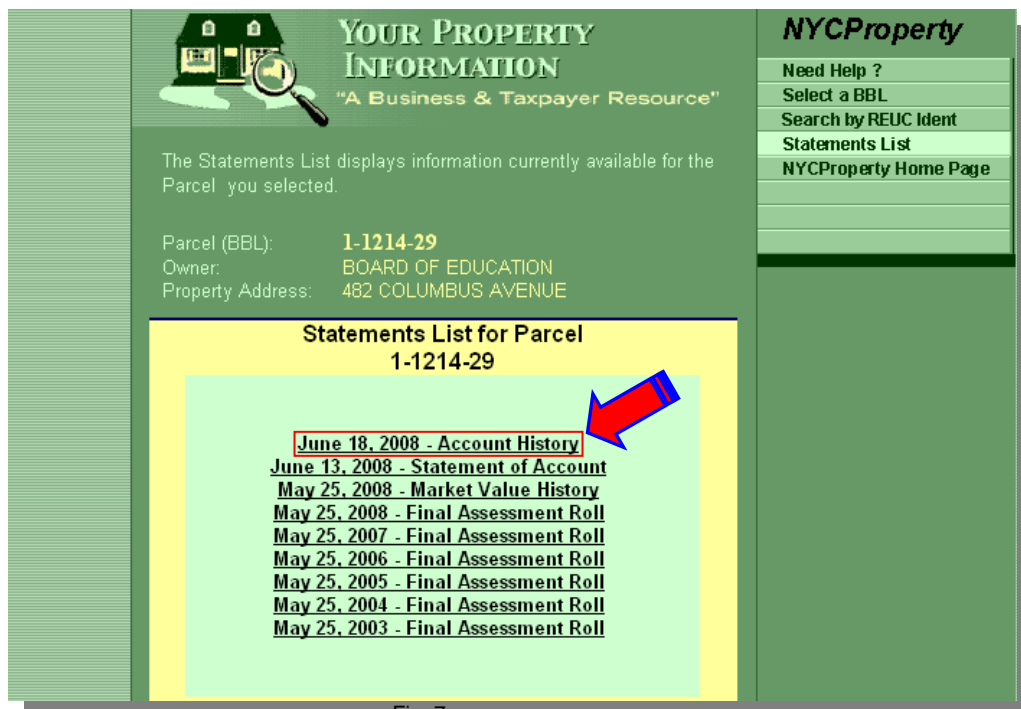 YOUR PROPERTY
INFORMATION
"A Business & Taxpayer Resource"
The Statements List displays information currently available for the
Parcel you selected.
Parcel (BBL): 1-1214-29
Owner: BOARD OF EDUCATION
Property Address: 482 COLUMBUS AVENUE
Statements List for Parcel
1-1214-29
June 18, 2008 - Account History
June 13, 2008 - Statement of Account
May 25, 2008 - Market Value History
May 25, 2008 - Final Assessment Roll
May 25, 2007 - Final Assessment Roll
May 25, 2006 - Final Assessment Roll
May 25, 2005 - Final Assessment Roll
May 25, 2004 - Final Assessment Roll
May 25, 2003 - Final Assessment Roll
NYCProperty
Need Help ?
Select a BBL
Search by REUC Ident
Statements List
NYCProperty Home Page